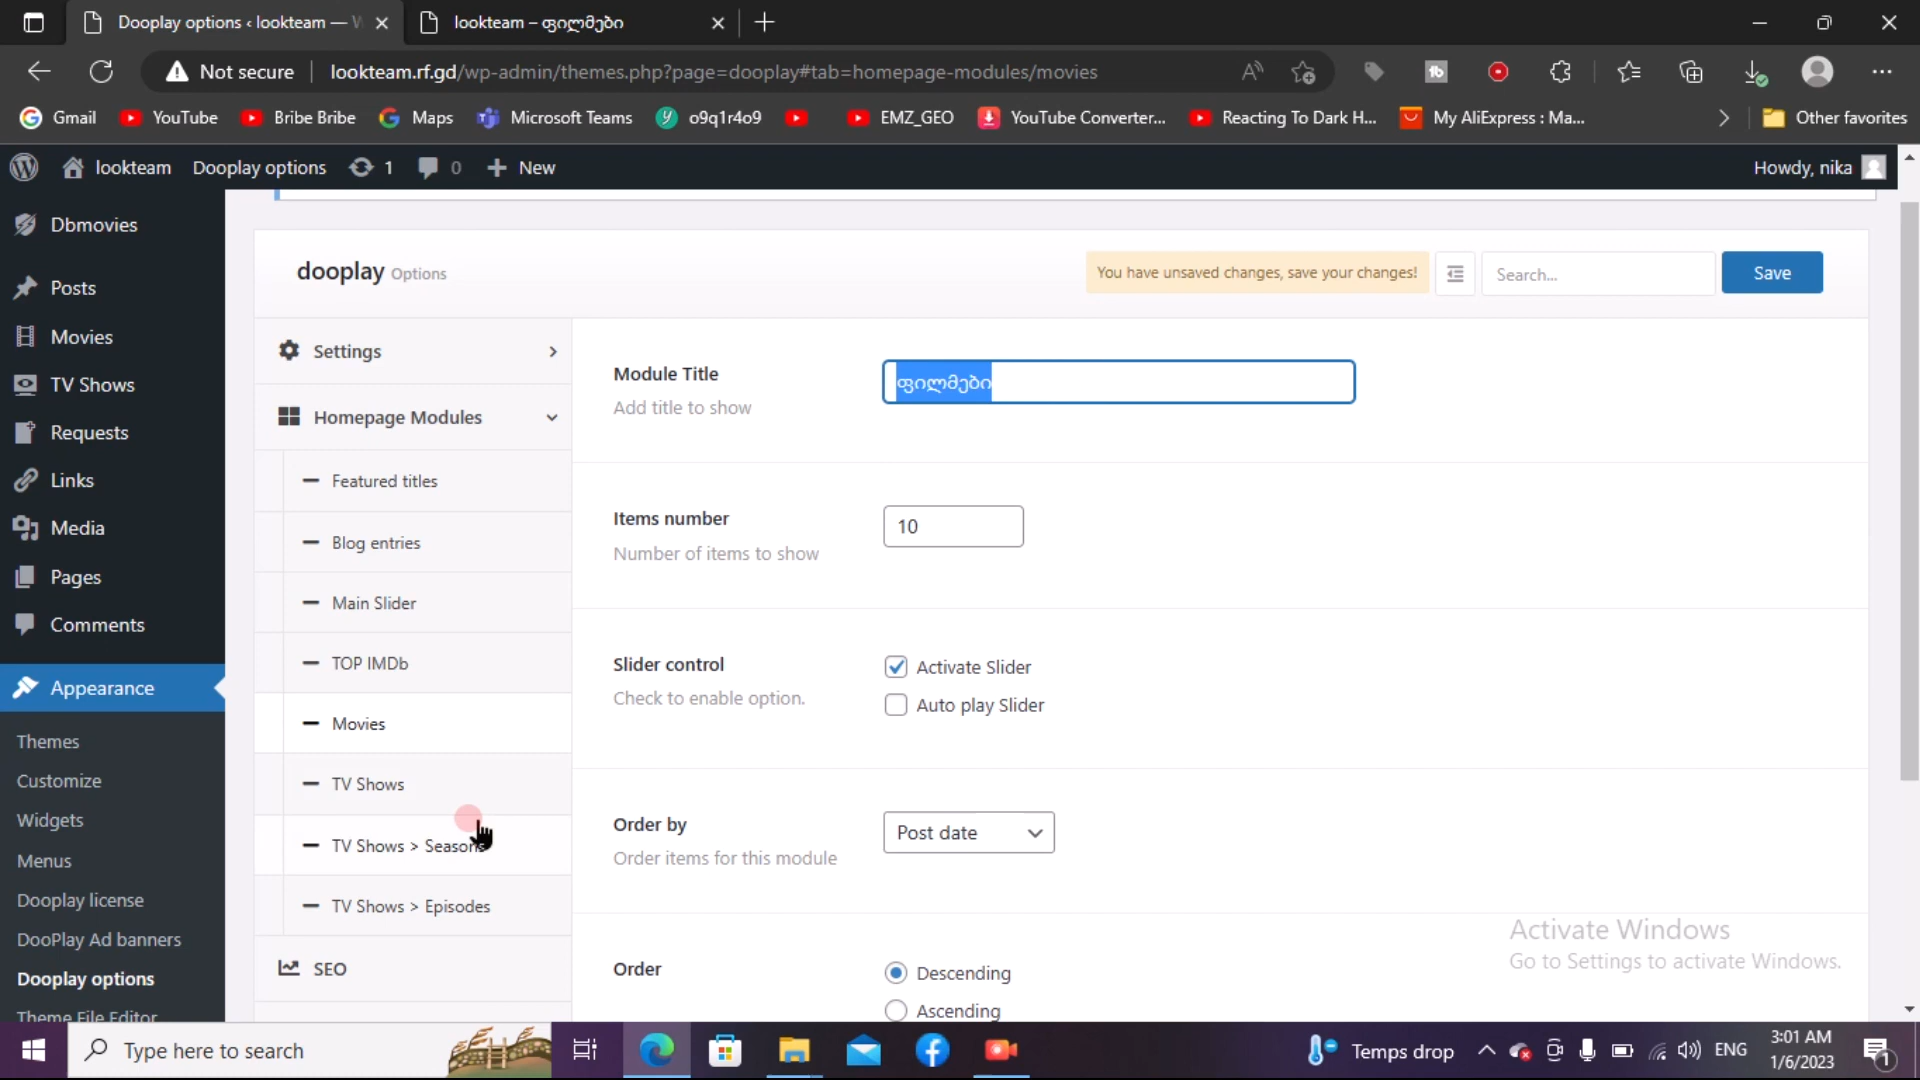 Dooplay options ‹ lookteam — W
lookteam – ფილმები
Not secure
lookteam.rf.gd/wp-admin/themes.php?page=dooplay#tab=homepage-modules/movies
Gmail
YouTube
Bribe Bribe
Maps
Microsoft Teams
o9q1r4o9
EMZ_GEO
YouTube Converter...
Reacting To Dark H...
My AliExpress : Ma...
Other favorites
lookteam
Dooplay options
1
0
New
Howdy, nika
Dbmovies
Posts
Movies
TV Shows
Requests
Links
Media
Pages
Comments
Appearance
Themes
Customize
Widgets
Menus
Dooplay license
DooPlay Ad banners
Dooplay options
Theme File Editor
dooplay Options
You have unsaved changes, save your changes!
Search...
Save
Settings
Homepage Modules
Featured titles
Blog entries
Main Slider
TOP IMDb
Movies
TV Shows
TV Shows > Seasons
TV Shows > Episodes
SEO
Module Title
Add title to show
ფილმები
Items number
Number of items to show
10
Slider control
Check to enable option.
Activate Slider
Auto play Slider
Order by
Order items for this module
Post date
Order
Descending
Ascending
Activate Windows
Go to Settings to activate Windows.
Type here to search
Temps drop
ENG
3:01 AM
1/6/2023
1